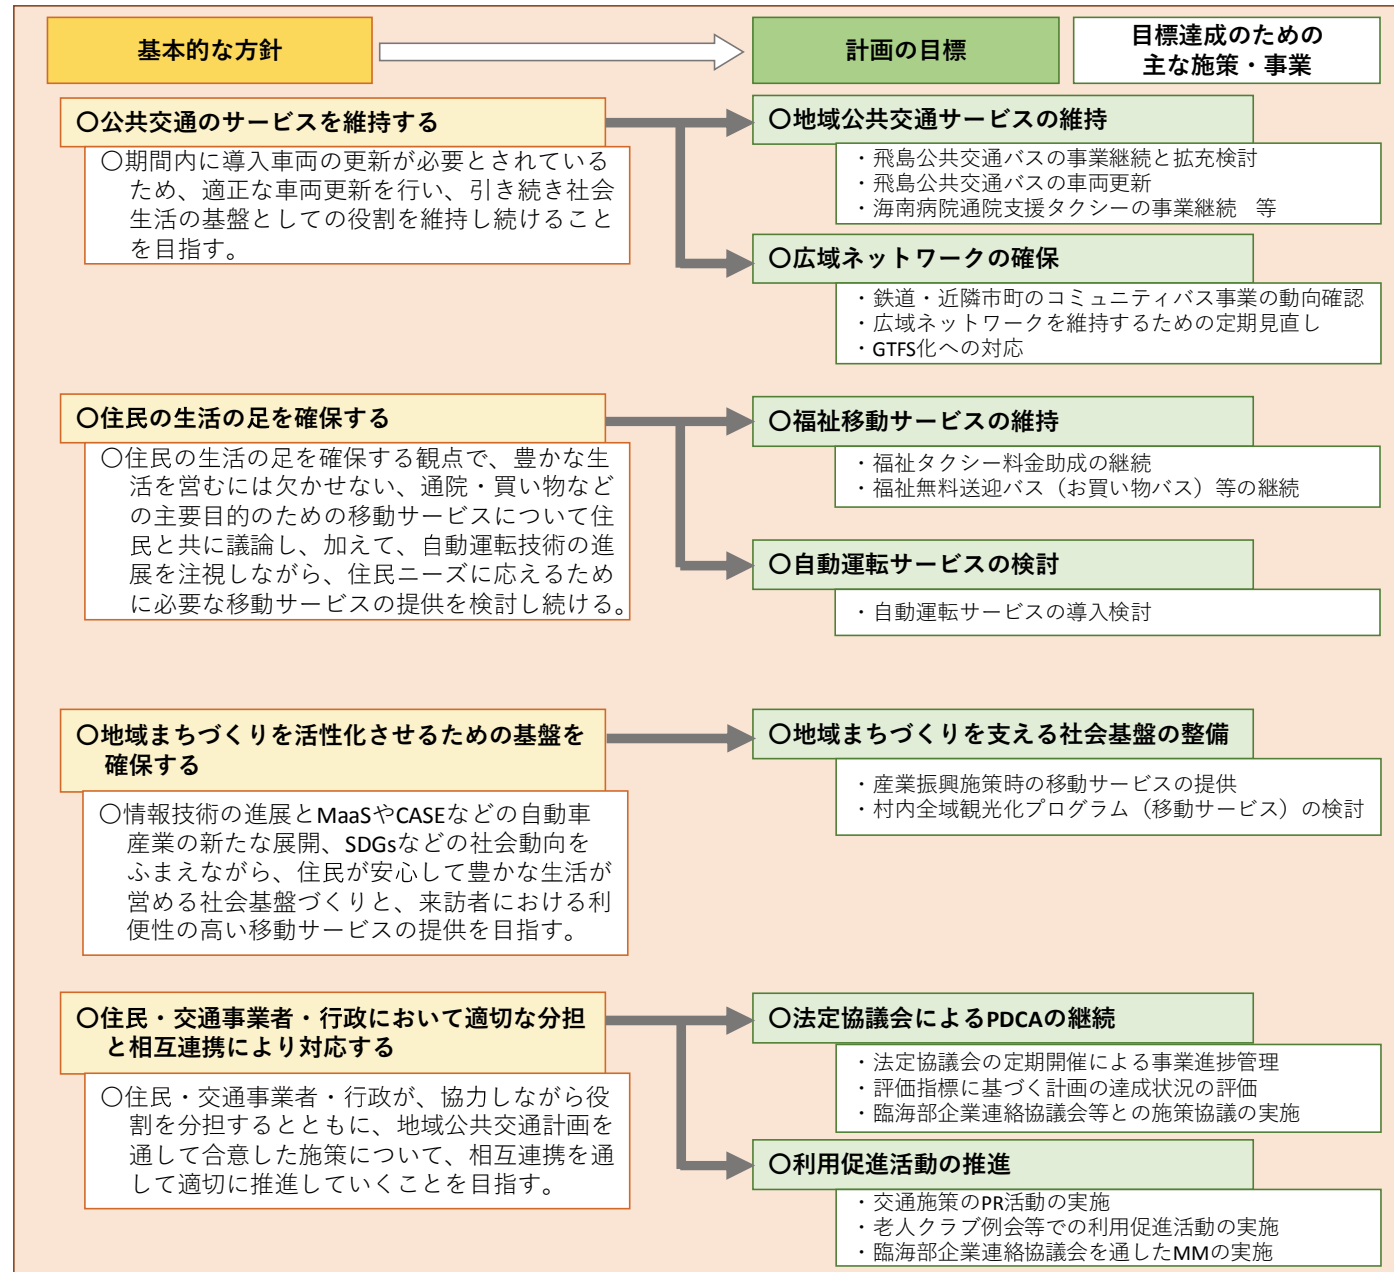 基本的な方針
計画の目標
目標達成のための
主な施策・事業
〇公共交通のサービスを維持する
〇期間内に導入車両の更新が必要とされている
ため、適正な車両更新を行い、引き続き社会
生活の基盤としての役割を維持し続けること
を目指す。
〇地域公共交通サービスの維持
・飛島公共交通バスの事業継続と拡充検討
・飛島公共交通バスの車両更新
・海南病院通院支援タクシーの事業継続　等
〇広域ネットワークの確保
・鉄道・近隣市町のコミュニティバス事業の動向確認
・広域ネットワークを維持するための定期見直し
・GTFS化への対応
〇住民の生活の足を確保する
〇住民の生活の足を確保する観点で、豊かな生
活を営むには欠かせない、通院・買い物など
の主要目的のための移動サービスについて住
民と共に議論し、加えて、自動運転技術の進
展を注視しながら、住民ニーズに応えるため
に必要な移動サービスの提供を検討し続ける。
〇福祉移動サービスの維持
・福祉タクシー料金助成の継続
・福祉無料送迎バス（お買い物バス）等の継続
〇自動運転サービスの検討
・自動運転サービスの導入検討
〇地域まちづくりを活性化させるための基盤を
確保する
〇情報技術の進展とMaaSやCASEなどの自動車
産業の新たな展開、SDGsなどの社会動向を
ふまえながら、住民が安心して豊かな生活が
営める社会基盤づくりと、来訪者における利
便性の高い移動サービスの提供を目指す。
〇地域まちづくりを支える社会基盤の整備
・産業振興施策時の移動サービスの提供
・村内全域観光化プログラム（移動サービス）の検討
〇住民・交通事業者・行政において適切な分担
と相互連携により対応する
〇住民・交通事業者・行政が、協力しながら役
割を分担するとともに、地域公共交通計画を
通して合意した施策について、相互連携を通
して適切に推進していくことを目指す。
〇法定協議会によるPDCAの継続
・法定協議会の定期開催による事業進捗管理
・評価指標に基づく計画の達成状況の評価
・臨海部企業連絡協議会等との施策協議の実施
〇利用促進活動の推進
・交通施策のPR活動の実施
・老人クラブ例会等での利用促進活動の実施
・臨海部企業連絡協議会を通したMMの実施